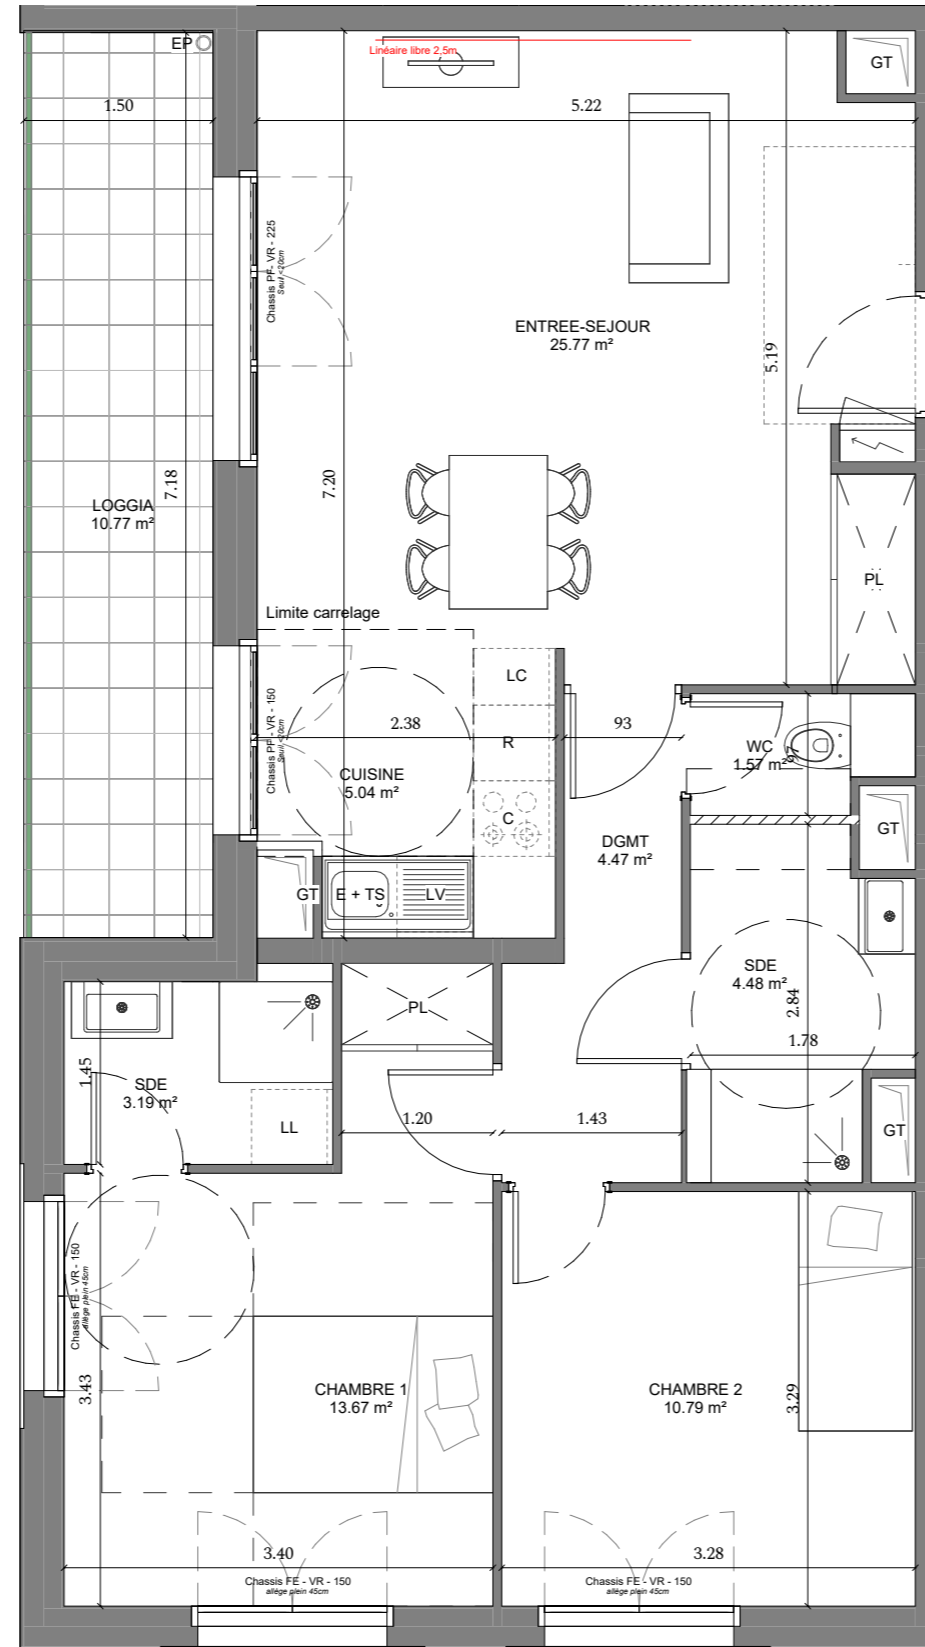 EP
Linéaire libre 2,5m
GT
1.50
5.22
Chassis PF - VR - 225
Seuil <20cm
ENTREE-SEJOUR
25.77 m²
5.19
7.18
7.20
LOGGIA
10.77 m²
PL
Limite carrelage
LC
2.38
93
R
WC
1.57 m²
97
Chassis PF - VR - 150
Seuil <20cm
CUISINE
5.04 m²
C
DGMT
4.47 m²
GT
GT
E + TS
LV
SDE
4.48 m²
2.84
PL
1.78
1.45
SDE
3.19 m²
LL
1.20
1.43
GT
Chassis FE - VR - 150
allège plein 45cm
3.43
CHAMBRE 1
13.67 m²
CHAMBRE 2
10.79 m²
3.29
3.40
3.28
Chassis FE - VR - 150
allège plein 45cm
Chassis FE - VR - 150
allège plein 45cm